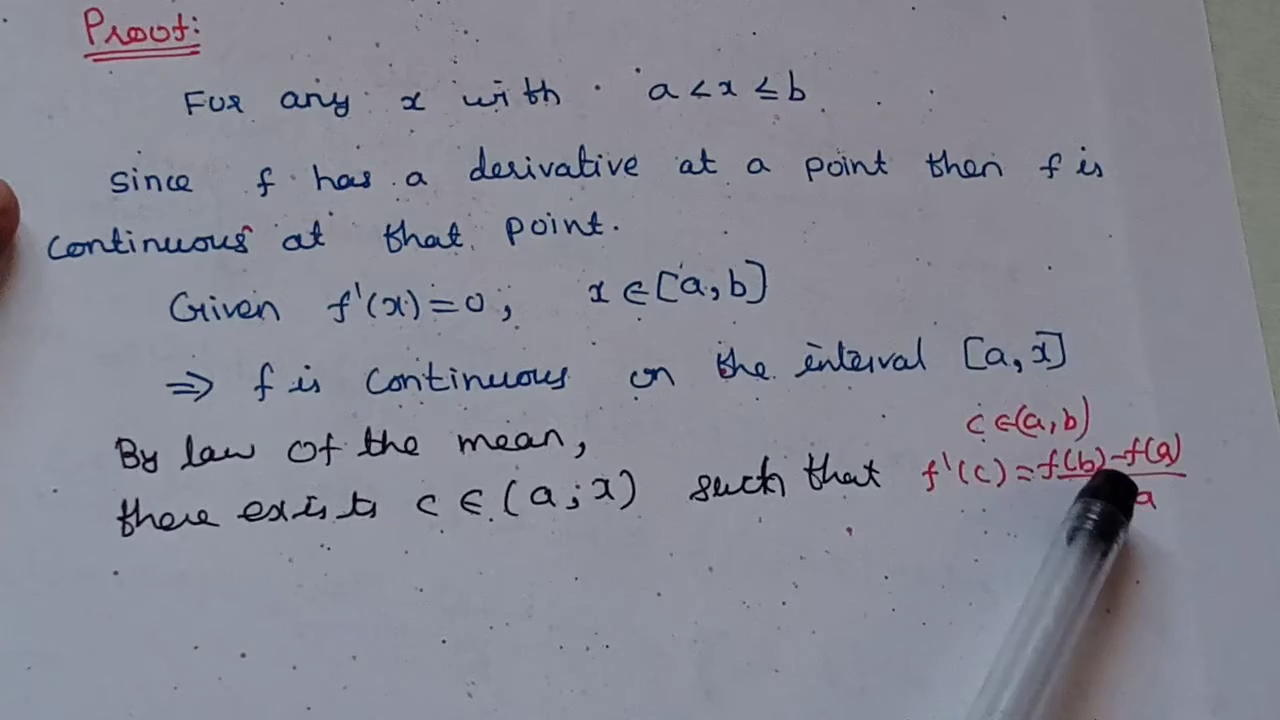 Proof:
For any x with a < x ≤ b
since f has a derivative at a point then f is
continuous at that point.
Given f'(x) = 0, x ∈ [a, b]
⇒ f is continuous on the interval [a, x]
c ∈ (a, b)
By law of the mean,
there exists c ∈ (a, x) such that f'(c) = f(b) - f(a)
a